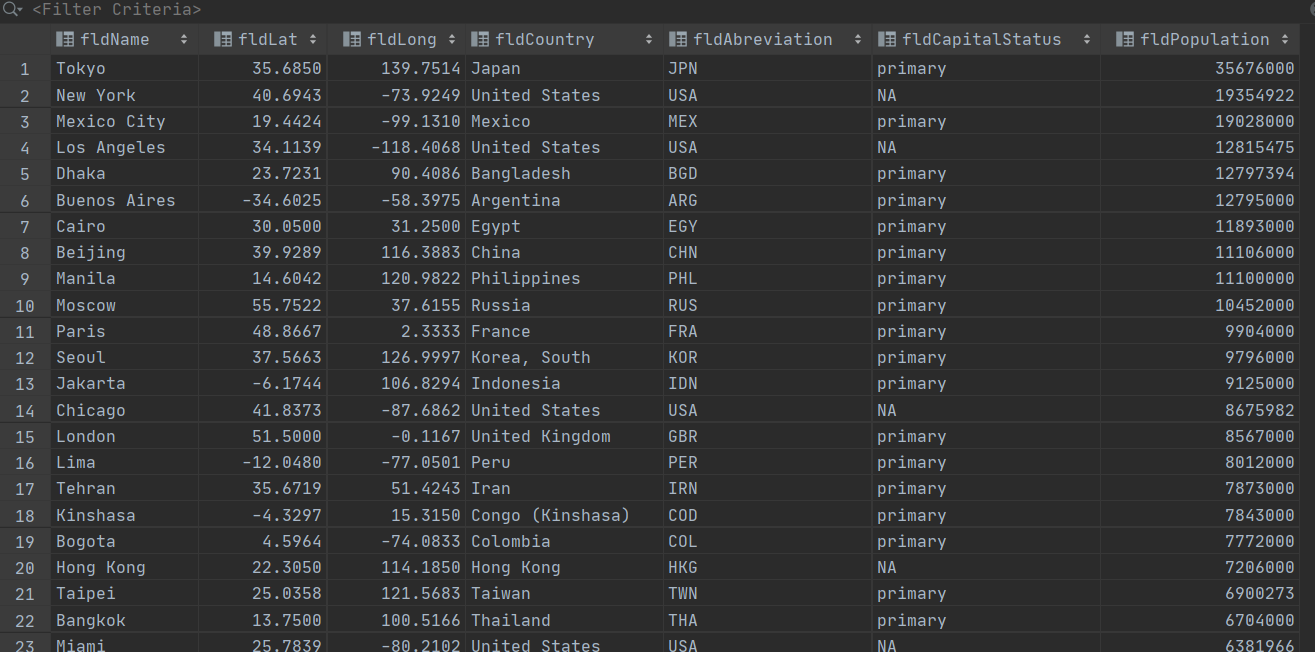 <Filter Criteria>
fldName fldLat fldLong fldCountry fldAbreviation fldCapitalStatus fldPopulation
1 Tokyo 35.6850 139.7514 Japan JPN primary 35676000
2 New York 40.6943 -73.9249 United States USA NA 19354922
3 Mexico City 19.4424 -99.1310 Mexico MEX primary 19028000
4 Los Angeles 34.1139 -118.4068 United States USA NA 12815475
5 Dhaka 23.7231 90.4086 Bangladesh BGD primary 12797394
6 Buenos Aires -34.6025 -58.3975 Argentina ARG primary 12795000
7 Cairo 30.0500 31.2500 Egypt EGY primary 11893000
8 Beijing 39.9289 116.3883 China CHN primary 11106000
9 Manila 14.6042 120.9822 Philippines PHL primary 11100000
10 Moscow 55.7522 37.6155 Russia RUS primary 10452000
11 Paris 48.8667 2.3333 France FRA primary 9904000
12 Seoul 37.5663 126.9997 Korea, South KOR primary 9796000
13 Jakarta -6.1744 106.8294 Indonesia IDN primary 9125000
14 Chicago 41.8373 -87.6862 United States USA NA 8675982
15 London 51.5000 -0.1167 United Kingdom GBR primary 8567000
16 Lima -12.0480 -77.0501 Peru PER primary 8012000
17 Tehran 35.6719 51.4243 Iran IRN primary 7873000
18 Kinshasa -4.3297 15.3150 Congo (Kinshasa) COD primary 7843000
19 Bogota 4.5964 -74.0833 Colombia COL primary 7772000
20 Hong Kong 22.3050 114.1850 Hong Kong HKG NA 7206000
21 Taipei 25.0358 121.5683 Taiwan TWN primary 6900273
22 Bangkok 13.7500 100.5166 Thailand THA primary 6704000
23 Miami 25.7839 -80.2102 United States USA NA 6381966